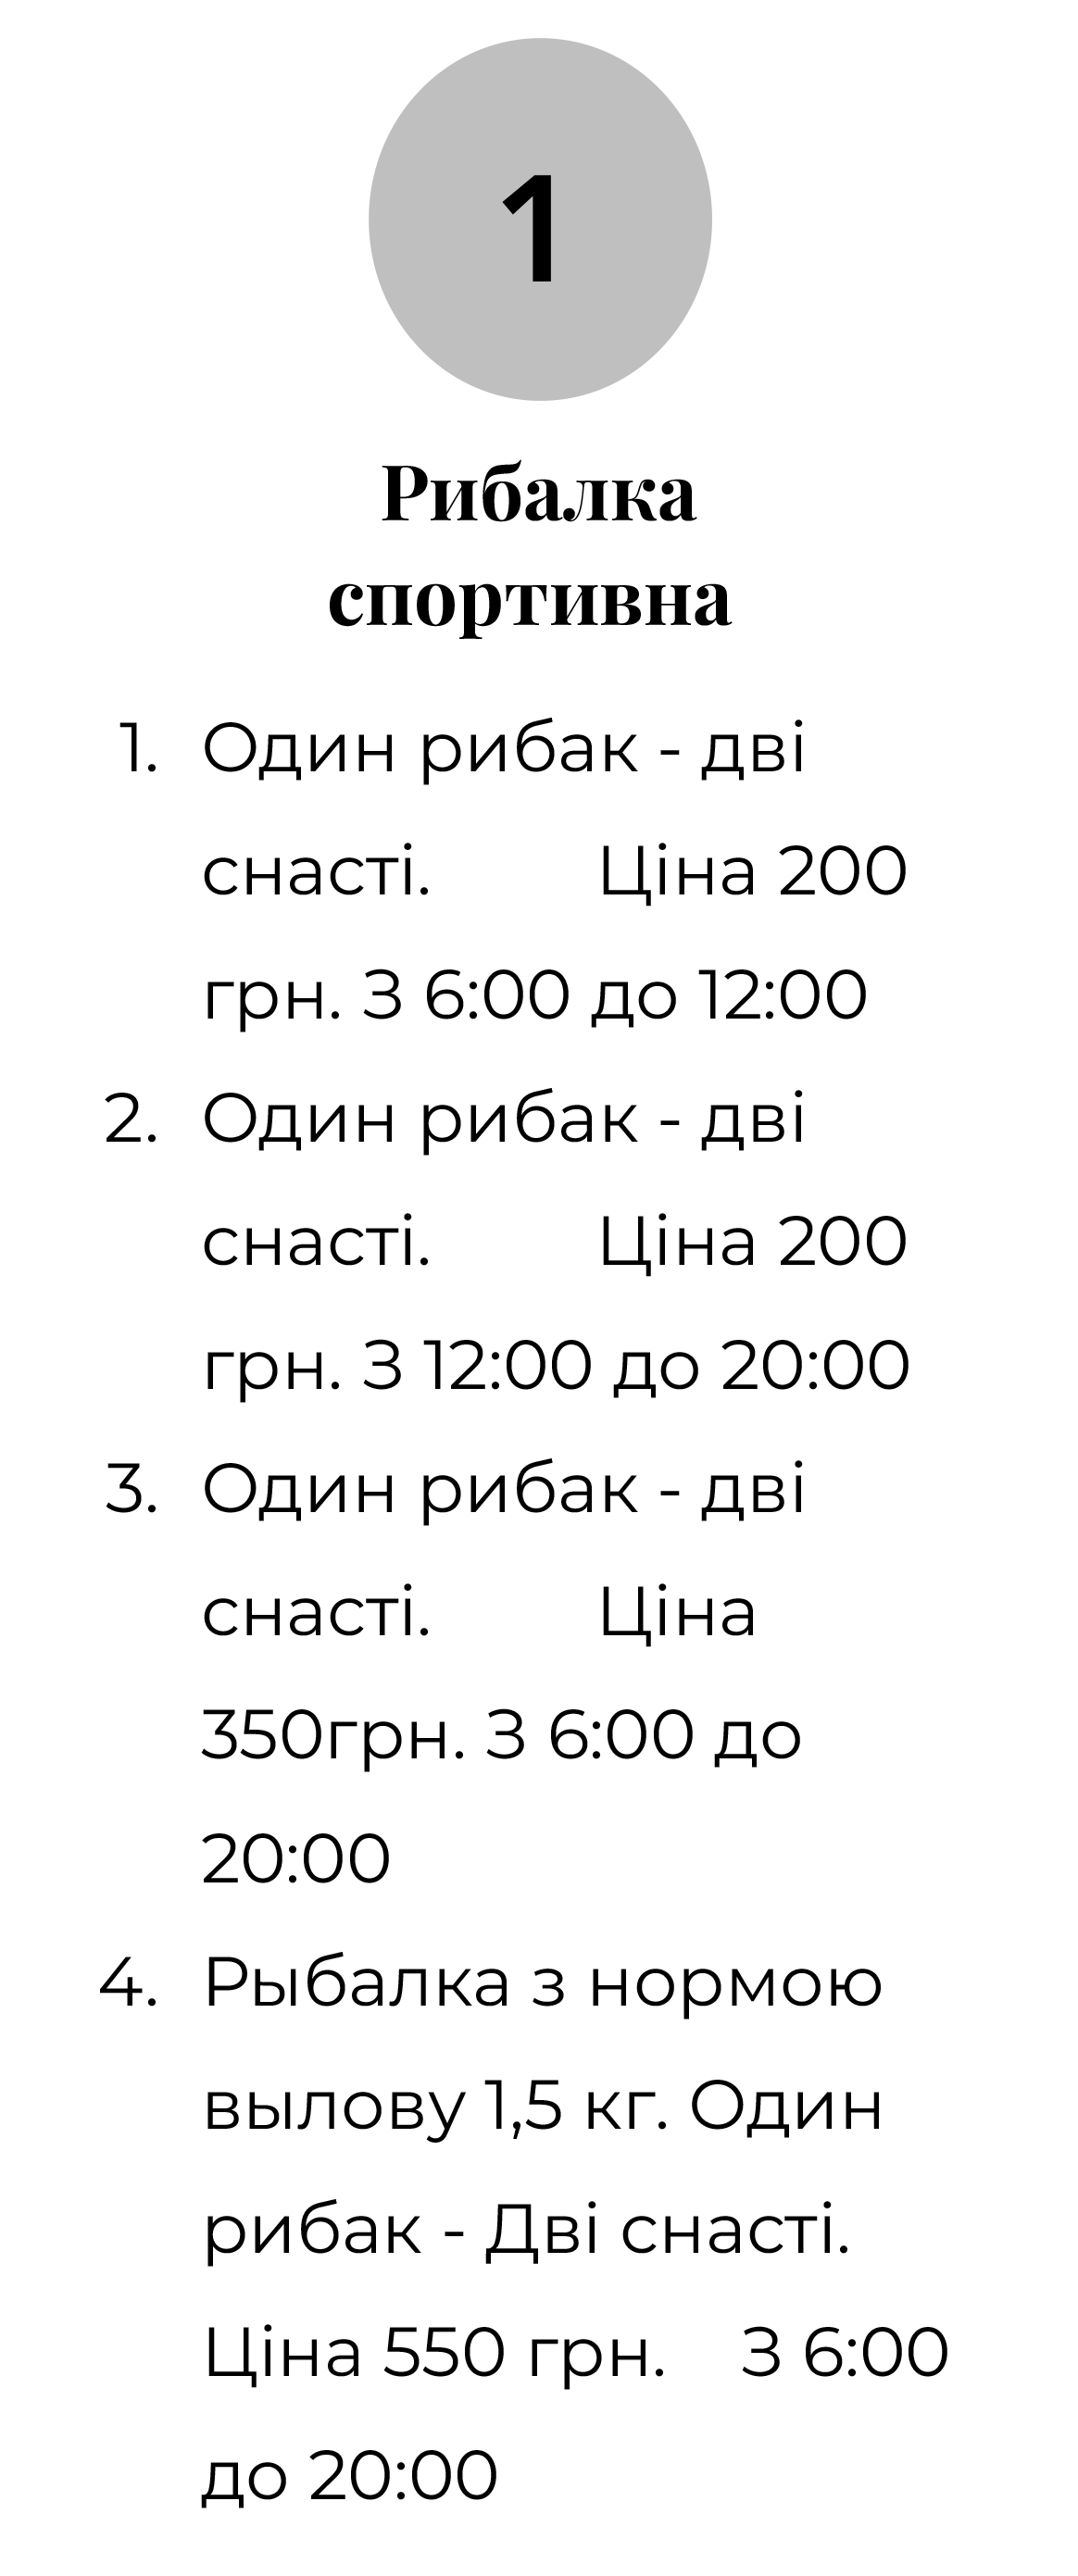 1
Рибалка
спортивна
1. Один рибак - дві
снасті. Ціна 200
грн. З 6:00 до 12:00
2. Один рибак - дві
снасті. Ціна 200
грн. З 12:00 до 20:00
3. Один рибак - дві
снасті. Ціна
350грн. З 6:00 до
20:00
4. Рыбалка з нормою
вылову 1,5 кг. Один
рибак - Дві снасті.
Ціна 550 грн. З 6:00
до 20:00